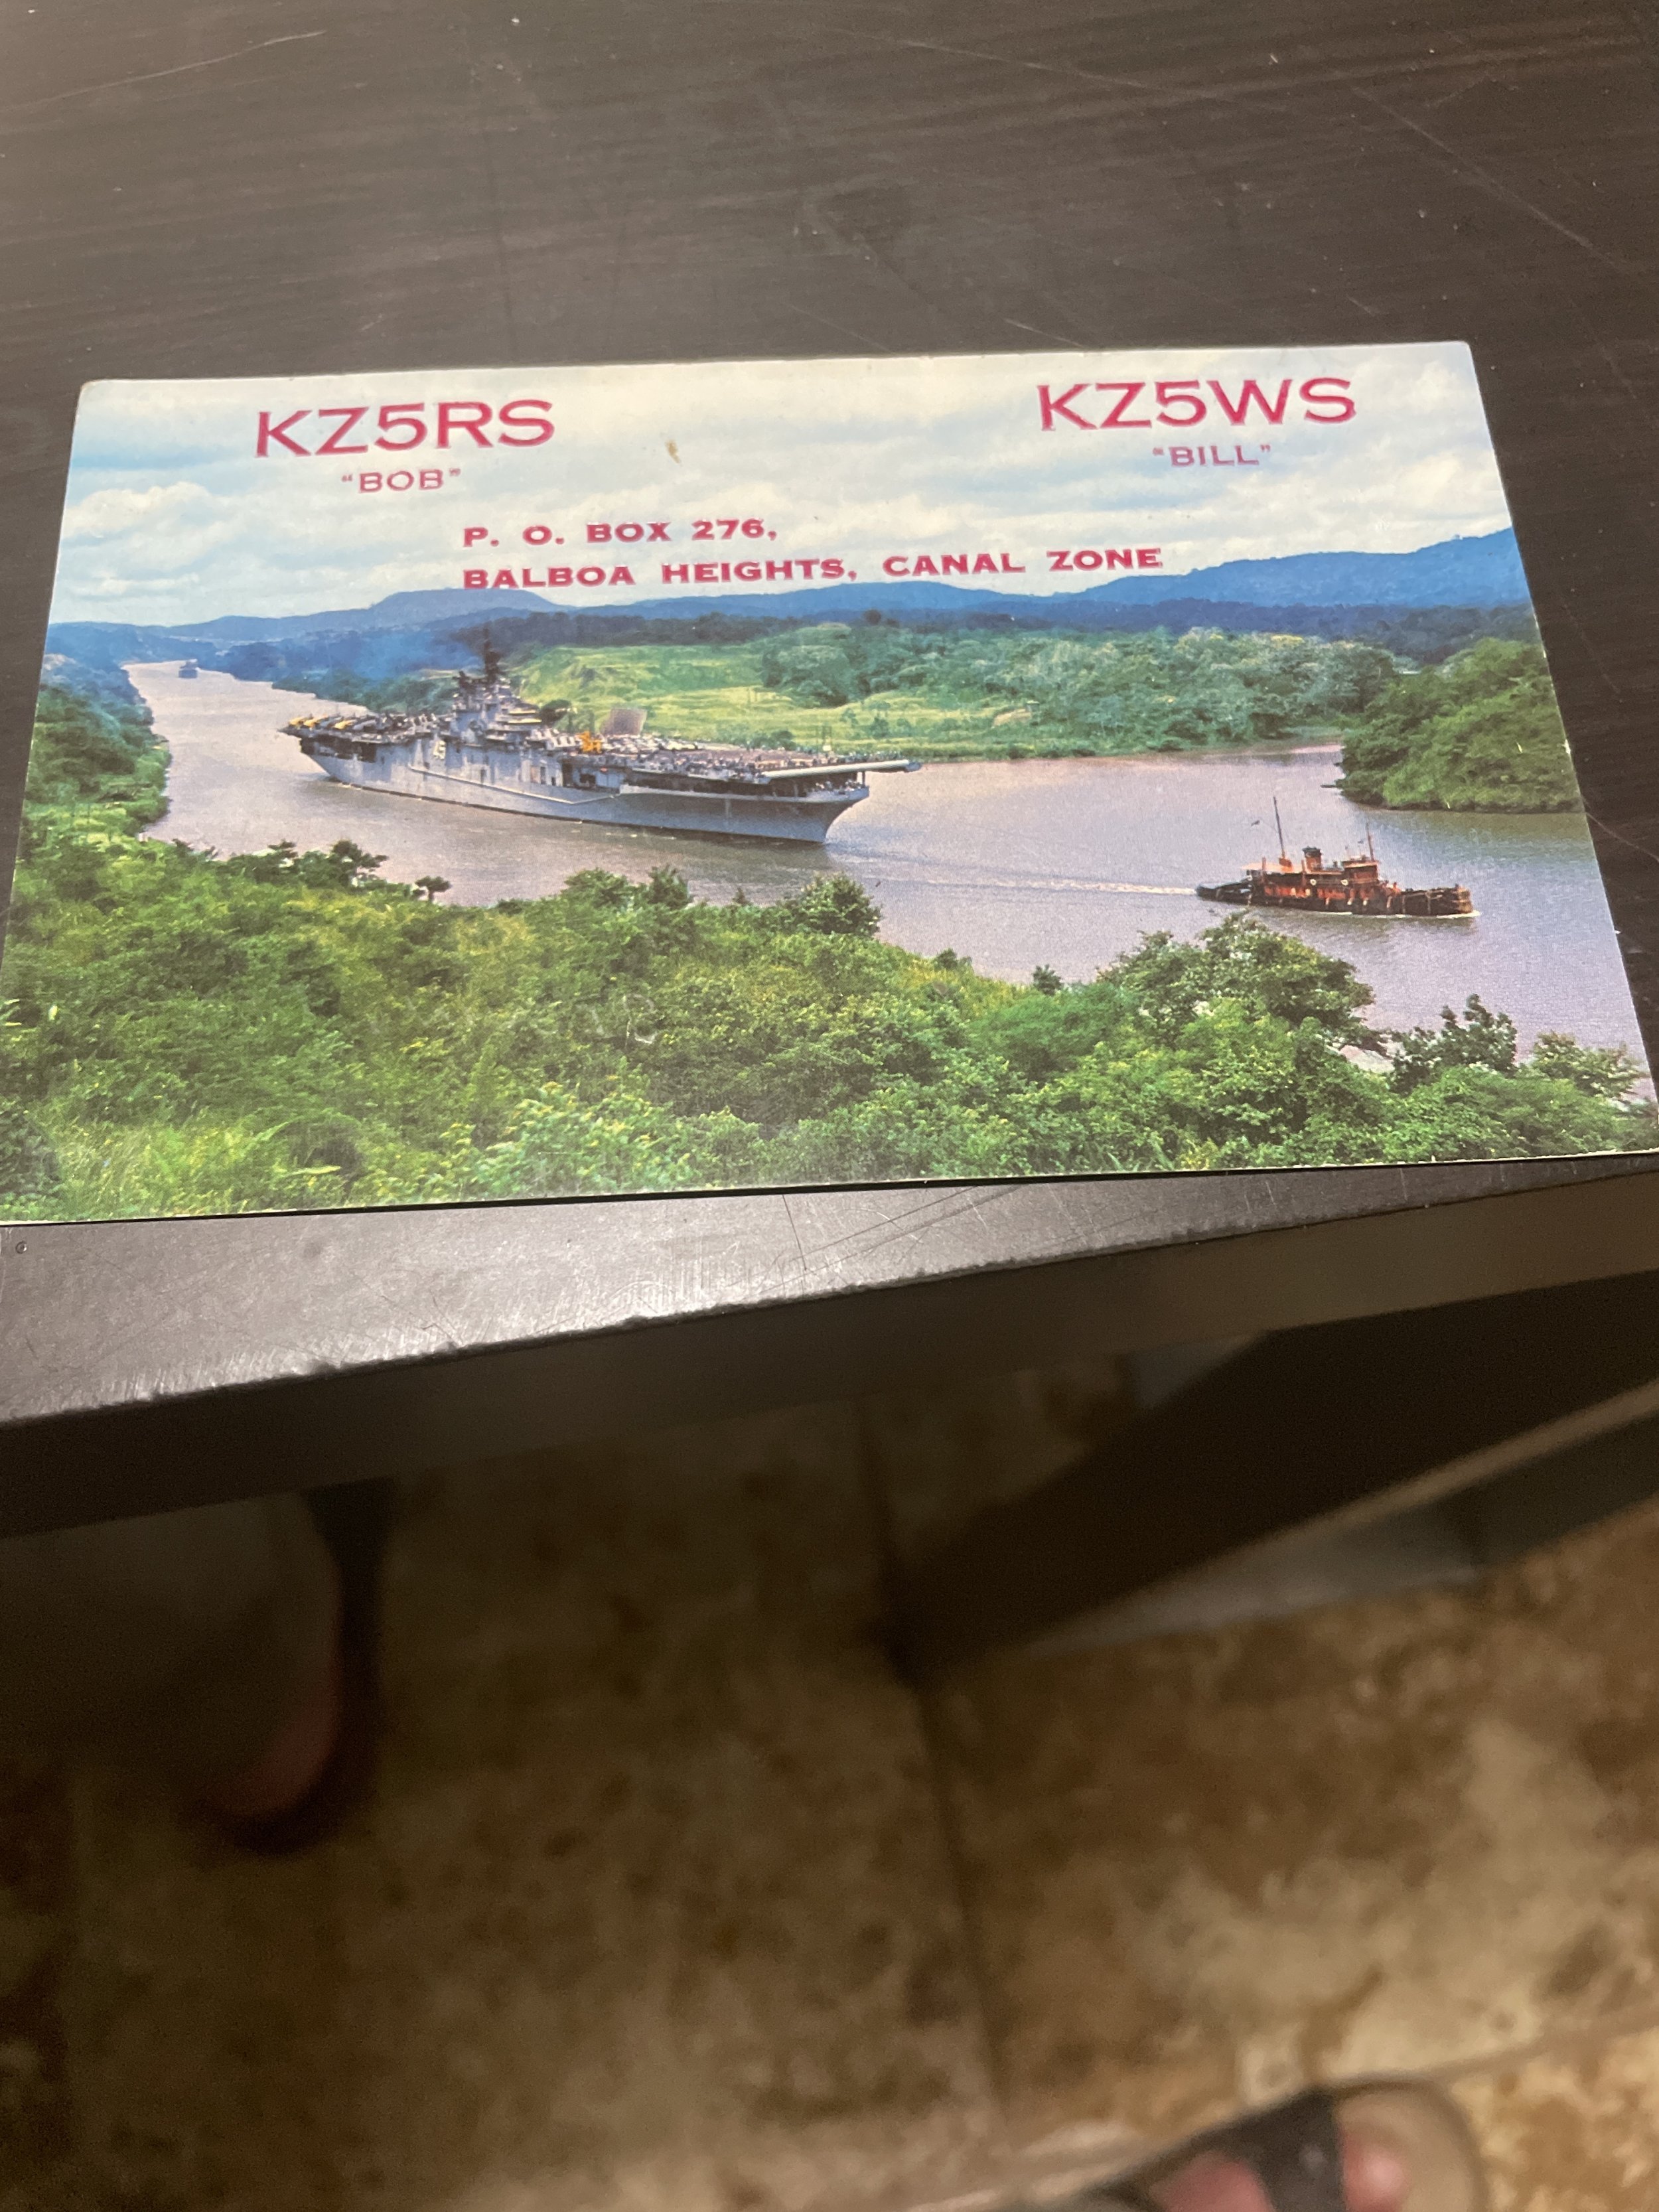 KZ5RS
"BOB"
KZ5WS
"BILL"
P. O. BOX 276,
BALBOA HEIGHTS, CANAL ZONE